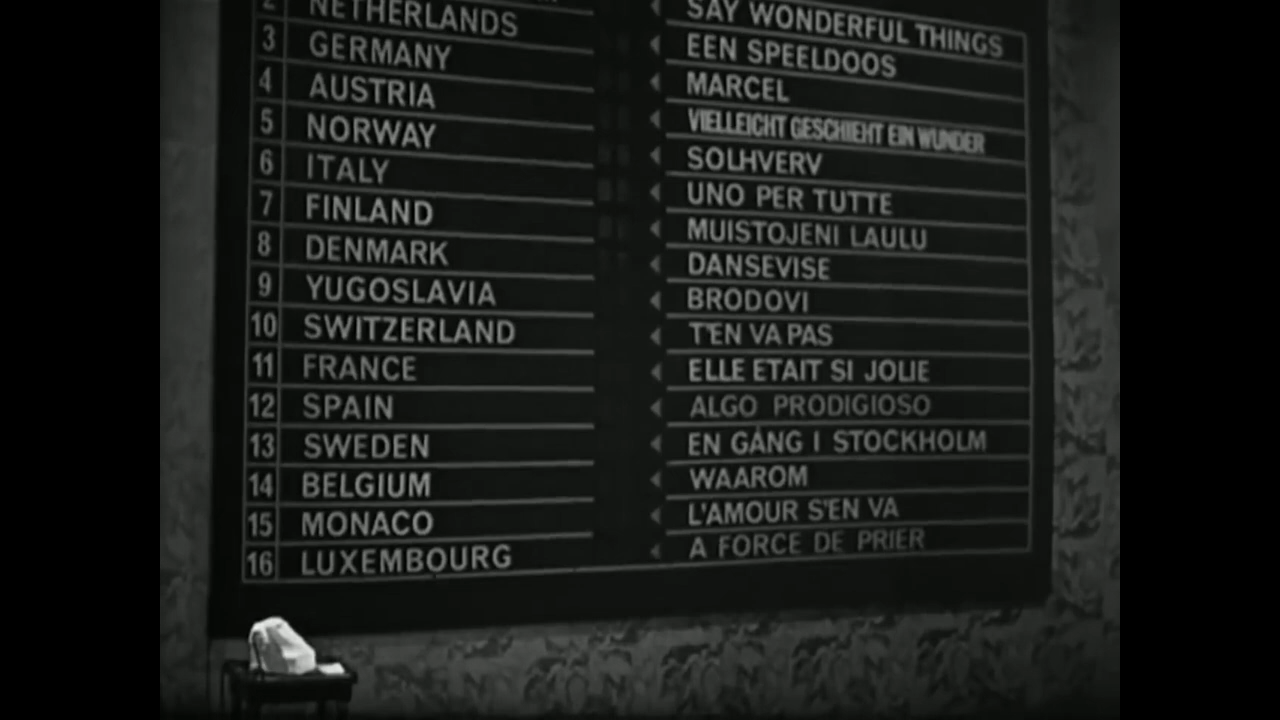 SAY WONDERFUL THINGS
2 NETHERLANDS EEN SPEELDOOS
3 GERMANY MARCEL
4 AUSTRIA VIELLEICHT GESCHIEHT EIN WUNDER
5 NORWAY SOLHVERV
6 ITALY UNO PER TUTTE
7 FINLAND MUISTOJENI LAULU
8 DENMARK DANSEVISE
9 YUGOSLAVIA BRODOVI
10 SWITZERLAND T'EN VA PAS
11 FRANCE ELLE ETAIT SI JOLIE
12 SPAIN ALGO PRODIGIOSO
13 SWEDEN EN GÅNG I STOCKHOLM
14 BELGIUM WAAROM
15 MONACO L'AMOUR S'EN VA
16 LUXEMBOURG A FORCE DE PRIER